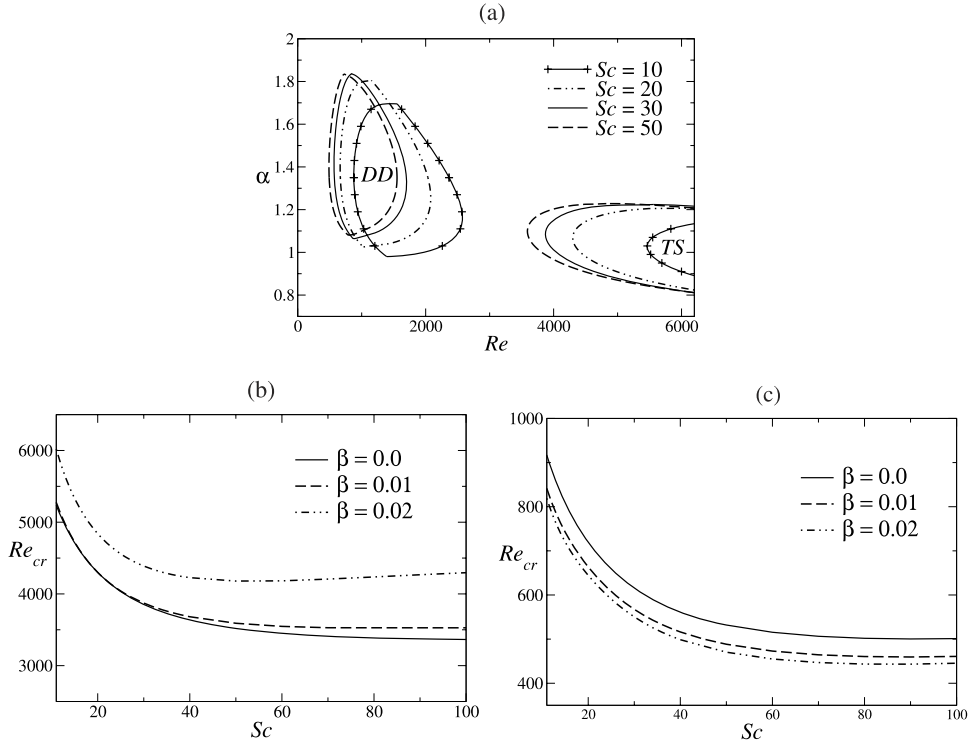 (a)
2
1.8
1.6
1.4
1.2
1
0.8
α
DD
TS
Sc = 10
Sc = 20
Sc = 30
Sc = 50
0
2000
4000
6000
Re
(b)
6000
5000
4000
3000
Re_cr
β = 0.0
β = 0.01
β = 0.02
20
40
60
80
100
Sc
(c)
1000
800
600
400
Re_cr
β = 0.0
β = 0.01
β = 0.02
20
40
60
80
100
Sc